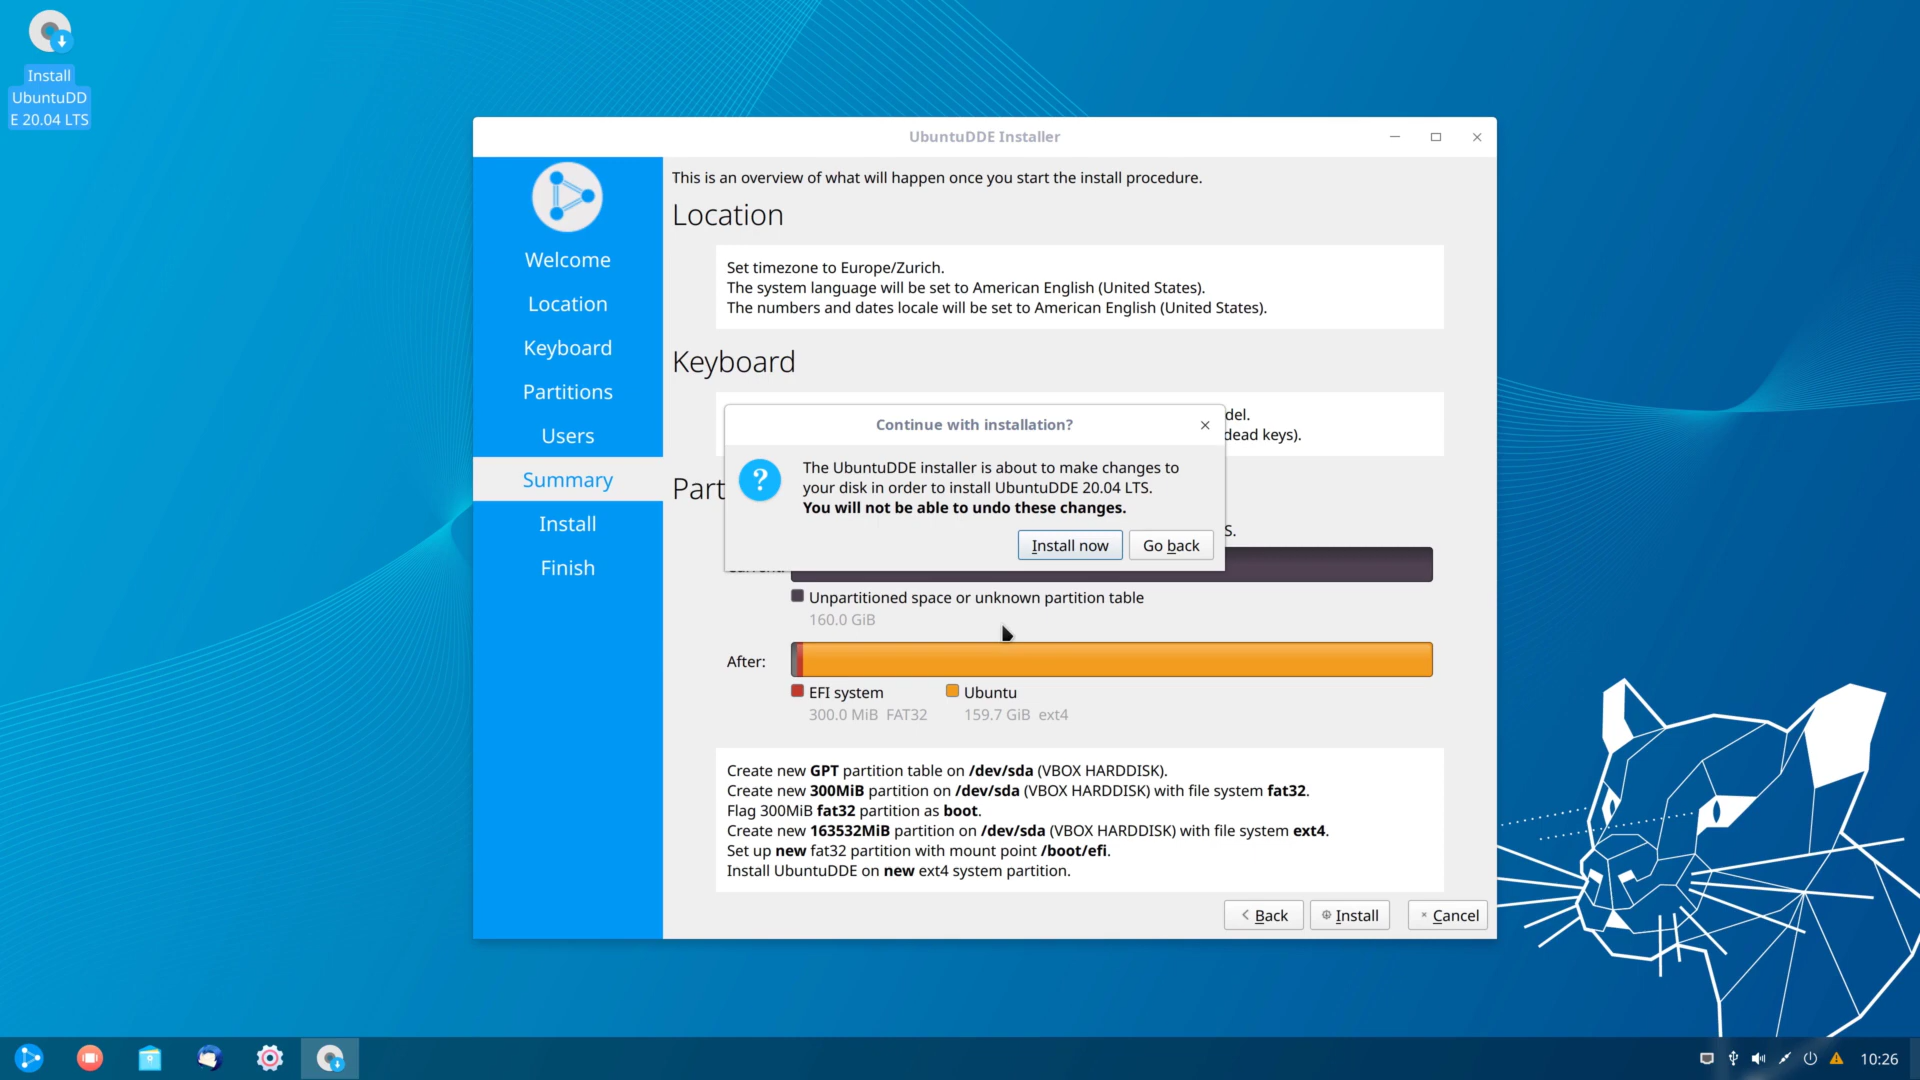 Install
UbuntuDD
E 20.04 LTS
UbuntuDDE Installer
Welcome
Location
Keyboard
Partitions
Users
Summary
Install
Finish
This is an overview of what will happen once you start the install procedure.
Location
Set timezone to Europe/Zurich.
The system language will be set to American English (United States).
The numbers and dates locale will be set to American English (United States).
Keyboard
del.
dead keys).
Part
Continue with installation?
?
The UbuntuDDE installer is about to make changes to
your disk in order to install UbuntuDDE 20.04 LTS.
You will not be able to undo these changes.
Install now
Go back
S.
Unpartitioned space or unknown partition table
160.0 GiB
After:
EFI system
300.0 MiB FAT32
Ubuntu
159.7 GiB ext4
Create new GPT partition table on /dev/sda (VBOX HARDDISK).
Create new 300MiB partition on /dev/sda (VBOX HARDDISK) with file system fat32.
Flag 300MiB fat32 partition as boot.
Create new 163532MiB partition on /dev/sda (VBOX HARDDISK) with file system ext4.
Set up new fat32 partition with mount point /boot/efi.
Install UbuntuDDE on new ext4 system partition.
Back
Install
Cancel
10:26